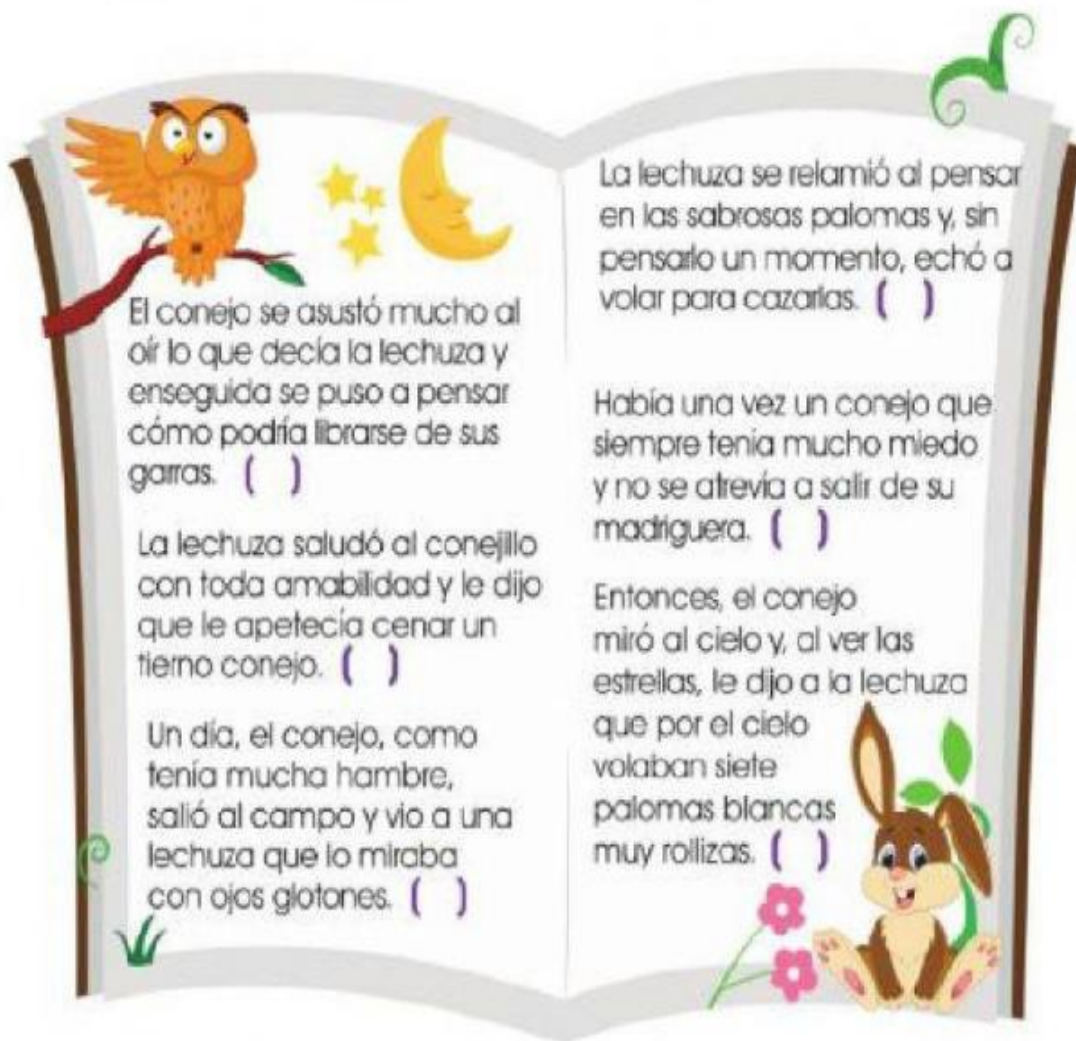 El conejo se asustó mucho al
oír lo que decía la lechuza y
enseguida se puso a pensar
cómo podría librarse de sus
garras. ( )
La lechuza saludó al conejillo
con toda amabilidad y le dijo
que le apetecía cenar un
tierno conejo. ( )
Un día, el conejo, como
tenía mucha hambre,
salió al campo y vio a una
lechuza que lo miraba
con ojos glotones. ( )
La lechuza se relamió al pensar
en las sabrosas palomas y, sin
pensarlo un momento, echó a
volar para cazarlas. ( )
Había una vez un conejo que
siempre tenía mucho miedo
y no se atrevía a salir de su
madriguera. ( )
Entonces, el conejo
miró al cielo y, al ver las
estrellas, le dijo a la lechuza
que por el cielo
volaban siete
palomas blancas
muy rollizas. ( )